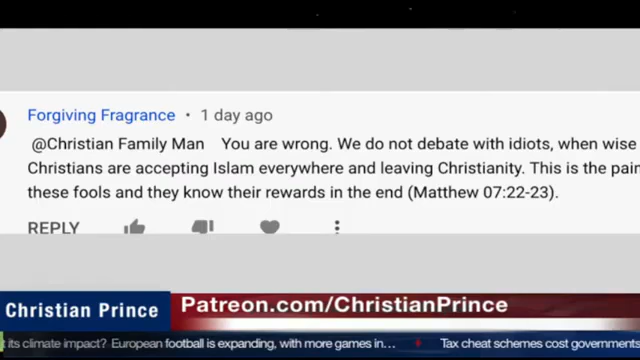 Forgiving Fragrance • 1 day ago
@Christian Family Man You are wrong. We do not debate with idiots, when wise
Christians are accepting Islam everywhere and leaving Christianity. This is the pain
these fools and they know their rewards in the end (Matthew 07:22-23).
REPLY
Christian Prince
Patreon.com/ChristianPrince
its climate impact? European football is expanding, with more games in...
Tax cheat schemes cost governments